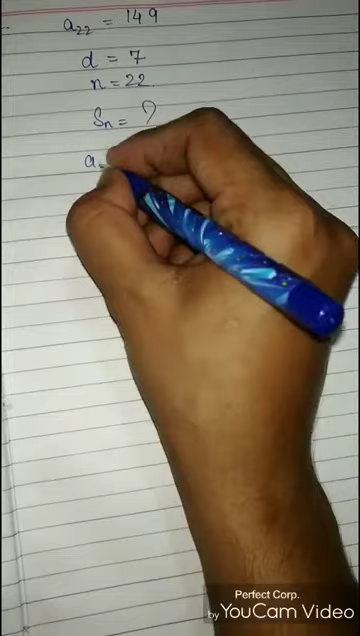 a₂₂ = 149
d = 7
n = 22.
Sₙ = ?
a
Perfect Corp.
by YouCam Video